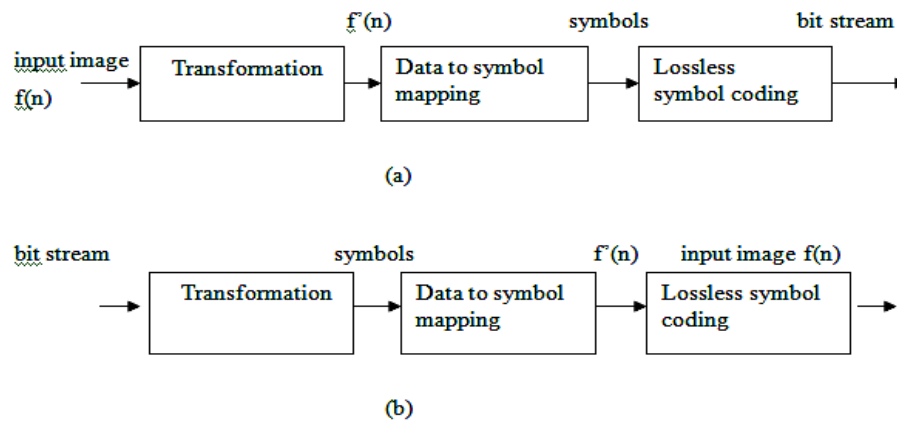 f'(n) symbols bit stream
input image
f(n)
Transformation
Data to symbol
mapping
Lossless
symbol coding
(a)
bit stream symbols f'(n) input image f(n)
Transformation
Data to symbol
mapping
Lossless symbol
coding
(b)